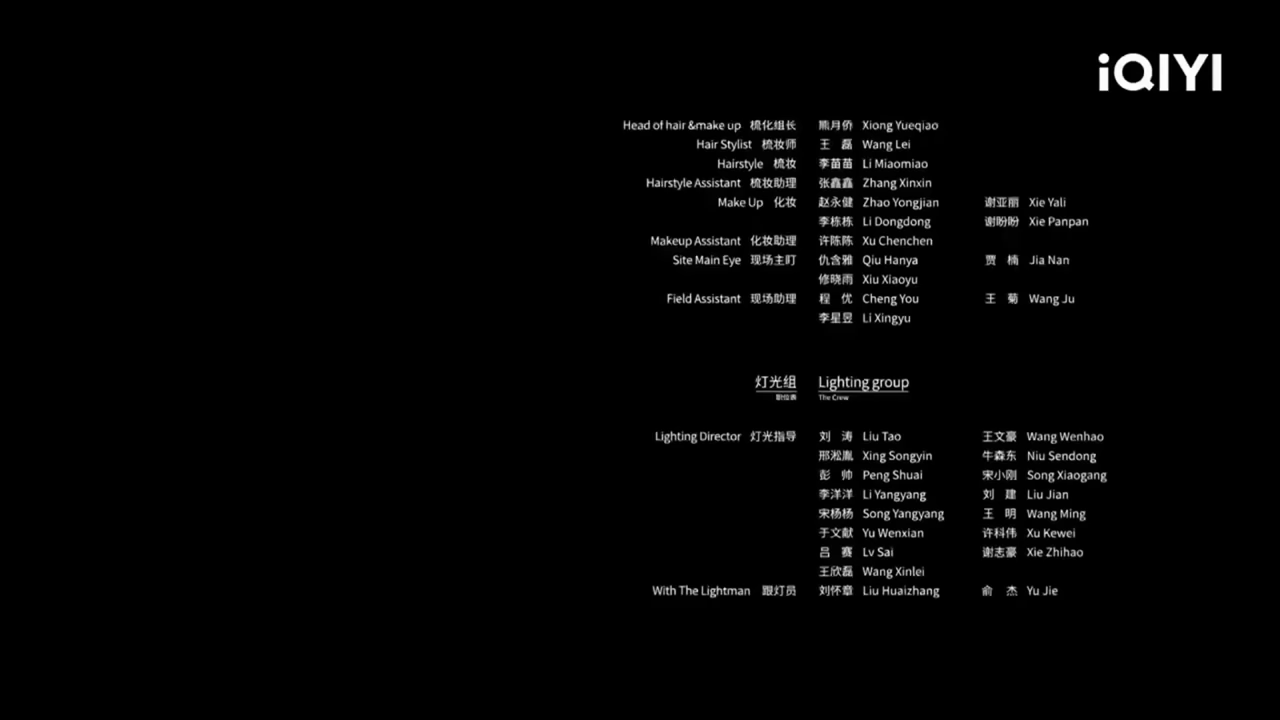 iQIYI
Head of hair &make up 梳化组长 熊月侨 Xiong Yueqiao
Hair Stylist 梳妆师 王 磊 Wang Lei
Hairstyle 梳妆 李苗苗 Li Miaomiao
Hairstyle Assistant 梳妆助理 张鑫鑫 Zhang Xinxin
Make Up 化妆 赵永健 Zhao Yongjian 谢亚丽 Xie Yali
李栋栋 Li Dongdong 谢盼盼 Xie Panpan
Makeup Assistant 化妆助理 许陈陈 Xu Chenchen
Site Main Eye 现场主盯 仇含雅 Qiu Hanya 贾 楠 Jia Nan
修晓雨 Xiu Xiaoyu
Field Assistant 现场助理 程 优 Cheng You 王 菊 Wang Ju
李星昱 Li Xingyu
灯光组 Lighting group
职位表 The Crew
Lighting Director 灯光指导 刘 涛 Liu Tao 王文豪 Wang Wenhao
邢淞胤 Xing Songyin 牛森东 Niu Sendong
彭 帅 Peng Shuai 宋小刚 Song Xiaogang
李洋洋 Li Yangyang 刘 建 Liu Jian
宋杨杨 Song Yangyang 王 明 Wang Ming
于文献 Yu Wenxian 许科伟 Xu Kewei
吕 赛 Lv Sai 谢志豪 Xie Zhihao
王欣磊 Wang Xinlei
With The Lightman 跟灯员 刘怀章 Liu Huaizhang 俞 杰 Yu Jie